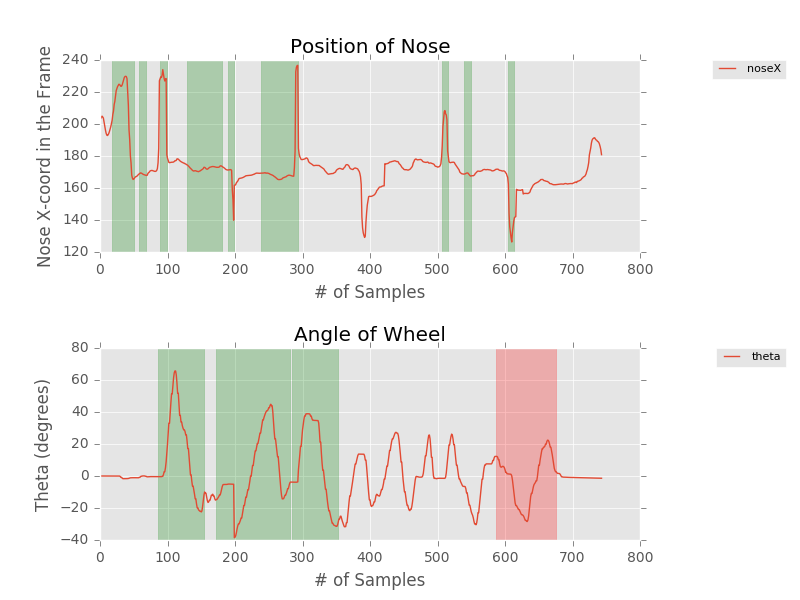 Position of Nose
240
220
200
180
160
140
120
Nose X-coord in the Frame
0 100 200 300 400 500 600 700 800
# of Samples
noseX
Angle of Wheel
80
60
40
20
0
−20
−40
Theta (degrees)
0 100 200 300 400 500 600 700 800
# of Samples
theta